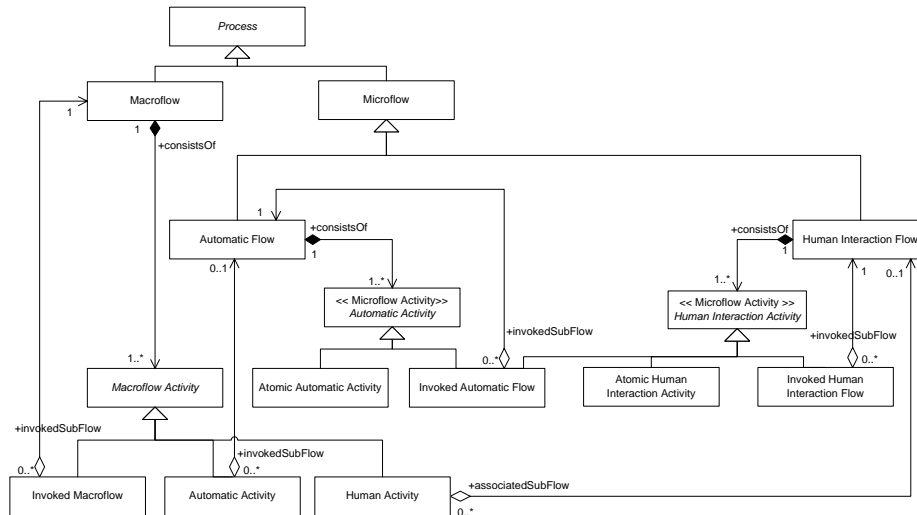 Process
Macroflow
Microflow
1
1
+consistsOf
1
Automatic Flow
+consistsOf
1
0..1
1..*
<< Microflow Activity>>
Automatic Activity
+invokedSubFlow
0..*
Atomic Automatic Activity
Invoked Automatic Flow
+consistsOf
1
Human Interaction Flow
1
0..1
1..*
<< Microflow Activity >>
Human Interaction Activity
+invokedSubFlow
0..*
Atomic Human
Interaction Activity
Invoked Human
Interaction Flow
1..*
Macroflow Activity
+invokedSubFlow
0..*
+invokedSubFlow
0..*
Invoked Macroflow
Automatic Activity
Human Activity
+associatedSubFlow
0..*